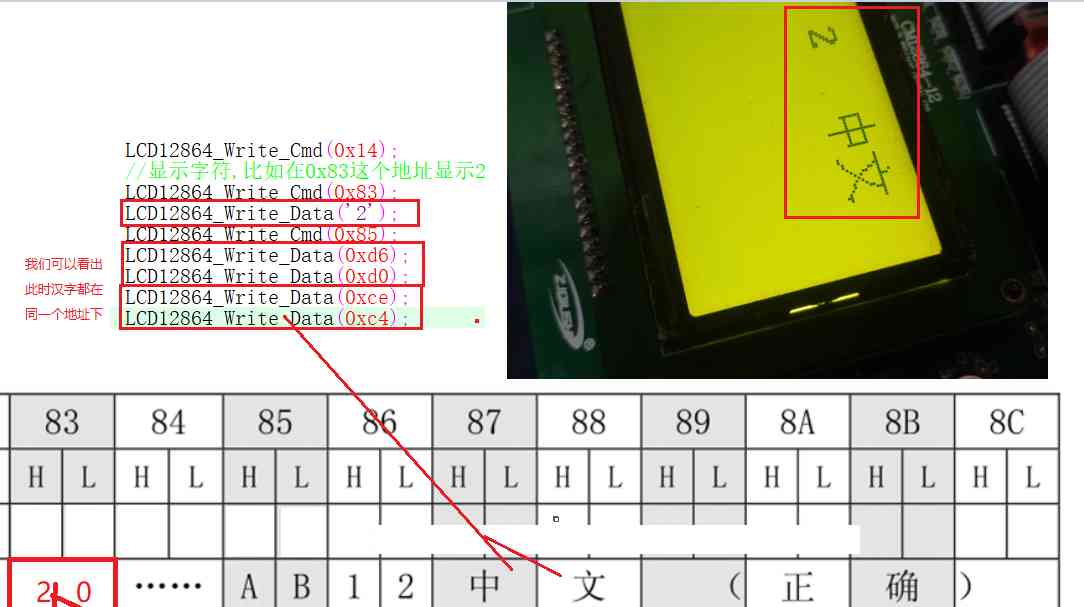 LCD12864_Write_Cmd(0x14);
//显示字符,比如在0x83这个地址显示2
LCD12864_Write_Cmd(0x83);
LCD12864_Write_Data('2');
LCD12864_Write_Cmd(0x85);
LCD12864_Write_Data(0xd6);
LCD12864_Write_Data(0xd0);
LCD12864_Write_Data(0xce);
LCD12864_Write_Data(0xc4);
我们可以看出
此时汉字都在
同一个地址下
2
中文
83 84 85 86 87 88 89 8A 8B 8C
H L H L H L H L H L H L H L H L H L H L
2 0 …… A B 1 2 中 文 ( 正 确 )